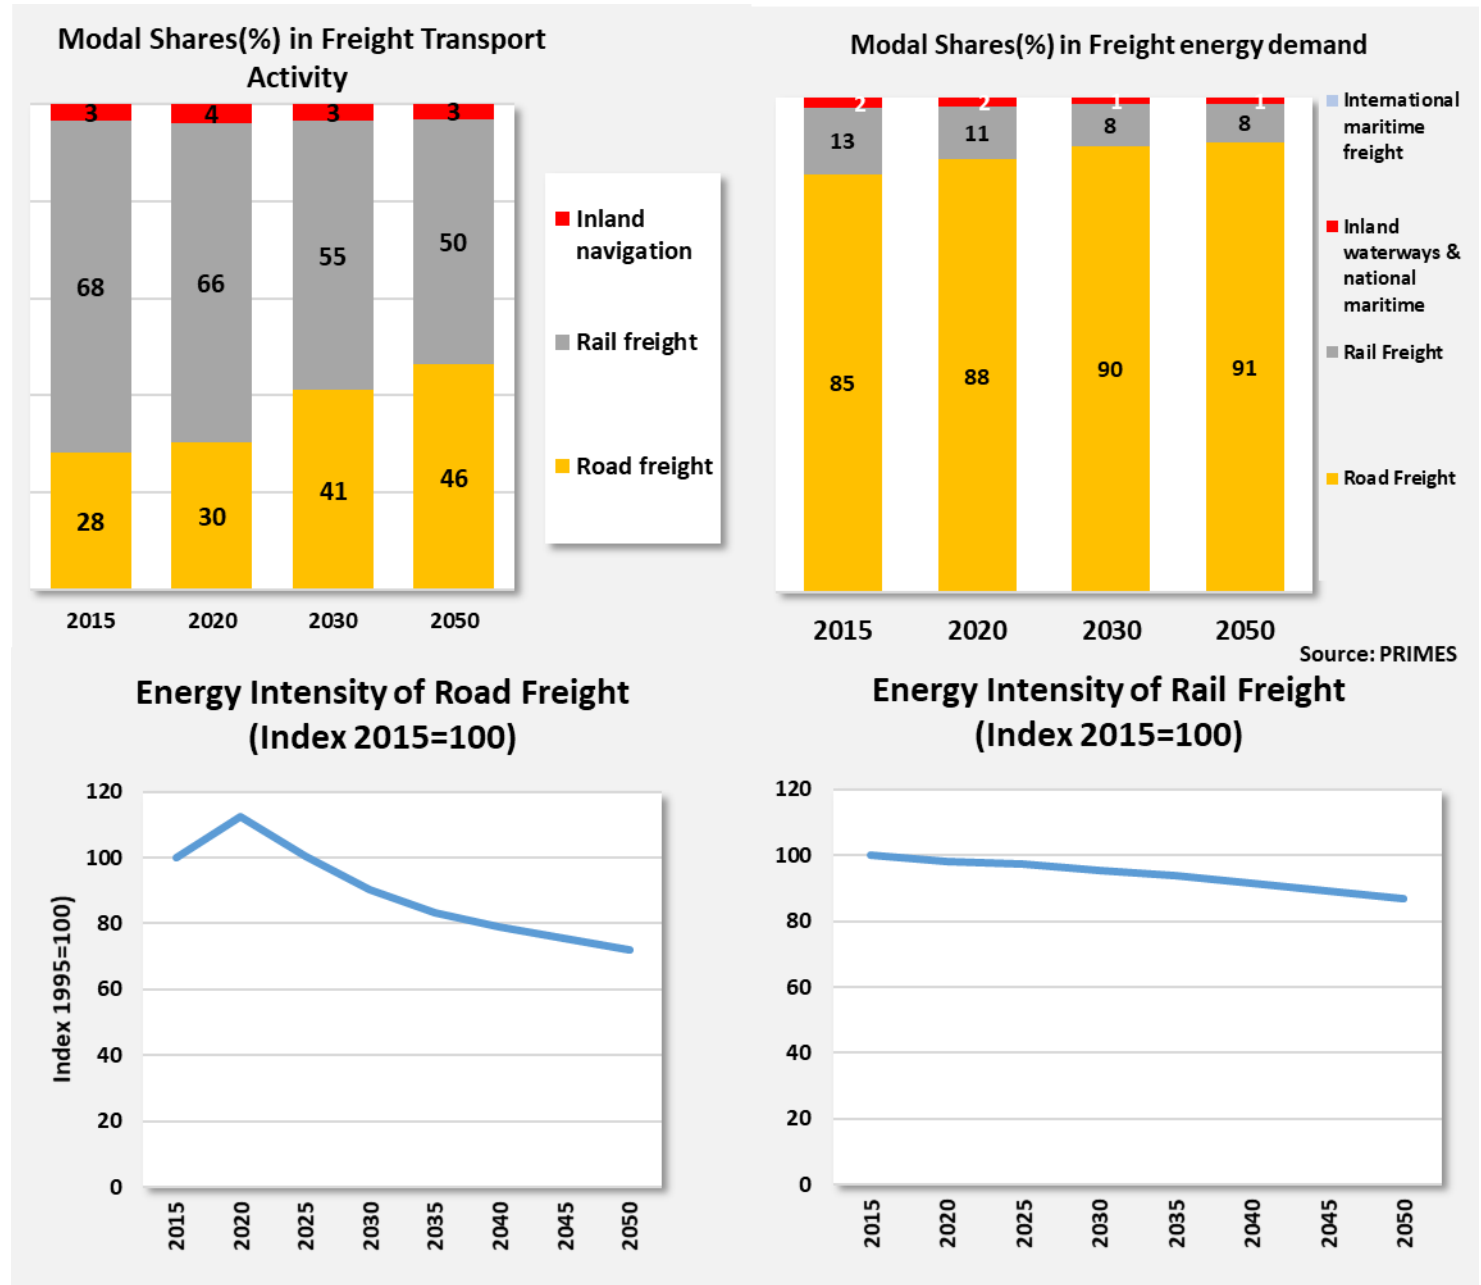 Modal Shares(%) in Freight Transport
Activity
3
4
3
3
68
66
55
50
28
30
41
46
2015
2020
2030
2050
Inland
navigation
Rail freight
Road freight
Modal Shares(%) in Freight energy demand
2
2
1
1
13
11
8
8
85
88
90
91
2015
2020
2030
2050
International
maritime
freight
Inland
waterways &
national
maritime
Rail Freight
Road Freight
Source: PRIMES
Energy Intensity of Road Freight
(Index 2015=100)
Index 1995=100)
120
100
80
60
40
20
0
2015
2020
2025
2030
2035
2040
2045
2050
Energy Intensity of Rail Freight
(Index 2015=100)
120
100
80
60
40
20
0
2015
2020
2025
2030
2035
2040
2045
2050